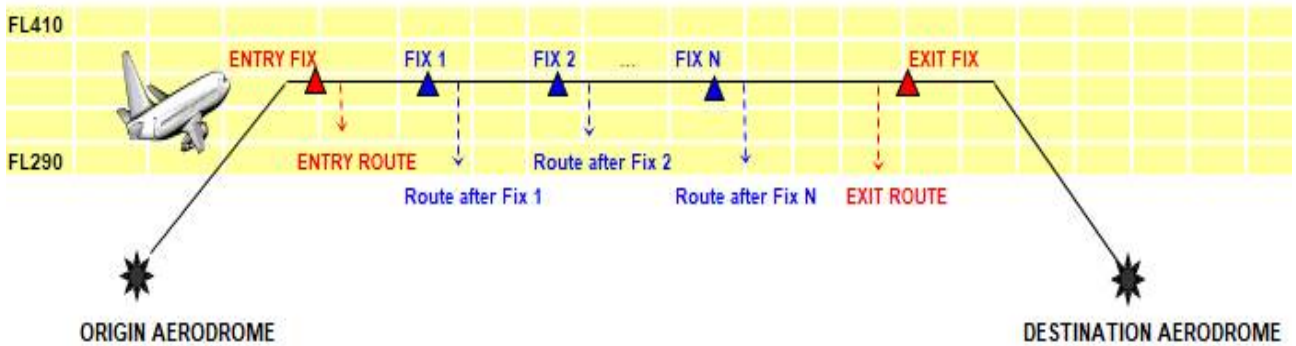 FL410
ENTRY FIX FIX 1 FIX 2 ... FIX N EXIT FIX
FL290 ENTRY ROUTE Route after Fix 2
Route after Fix 1 Route after Fix N EXIT ROUTE
ORIGIN AERODROME DESTINATION AERODROME